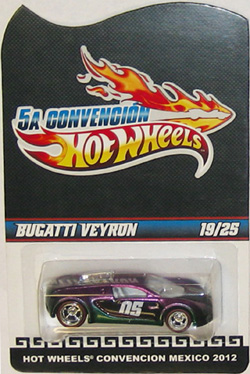 5A CONVENCIÓN
HOT WHEELS
BUGATTI VEYRON 19/25
05
HOT WHEELS® CONVENCION MEXICO 2012